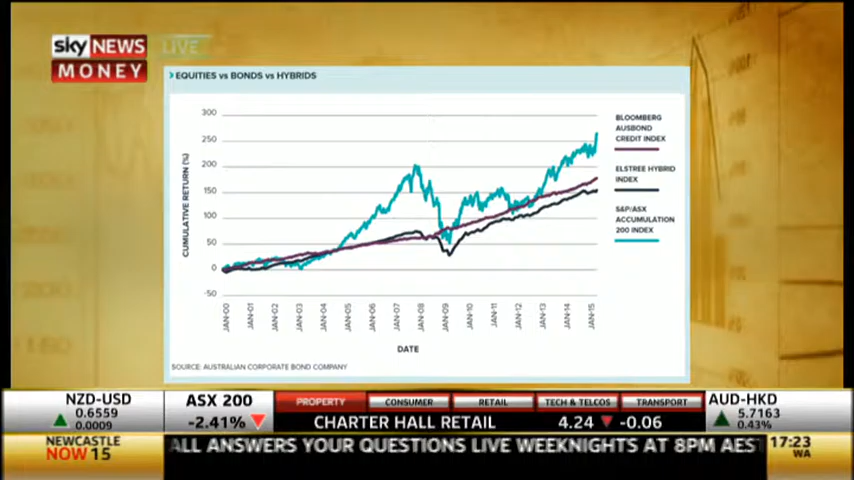 sky NEWS LIVE
MONEY
EQUITIES vs BONDS vs HYBRIDS
300
250
200
150
100
50
0
-50
CUMULATIVE RETURN (%)
JAN-00
JAN-01
JAN-02
JAN-03
JAN-04
JAN-05
JAN-06
JAN-07
JAN-08
JAN-09
JAN-10
JAN-11
JAN-12
JAN-13
JAN-14
JAN-15
DATE
BLOOMBERG
AUSBOND
CREDIT INDEX
ELSTREE HYBRID
INDEX
S&P/ASX
ACCUMULATION
200 INDEX
SOURCE: AUSTRALIAN CORPORATE BOND COMPANY
NZD-USD
0.6559
0.0009
ASX 200
-2.41%
PROPERTY CONSUMER RETAIL TECH & TELCOS TRANSPORT
CHARTER HALL RETAIL 4.24 -0.06
AUD-HKD
5.7163
0.43%
NEWCASTLE
NOW 15
ALL ANSWERS YOUR QUESTIONS LIVE WEEKNIGHTS AT 8PM AEST
17:23
WA